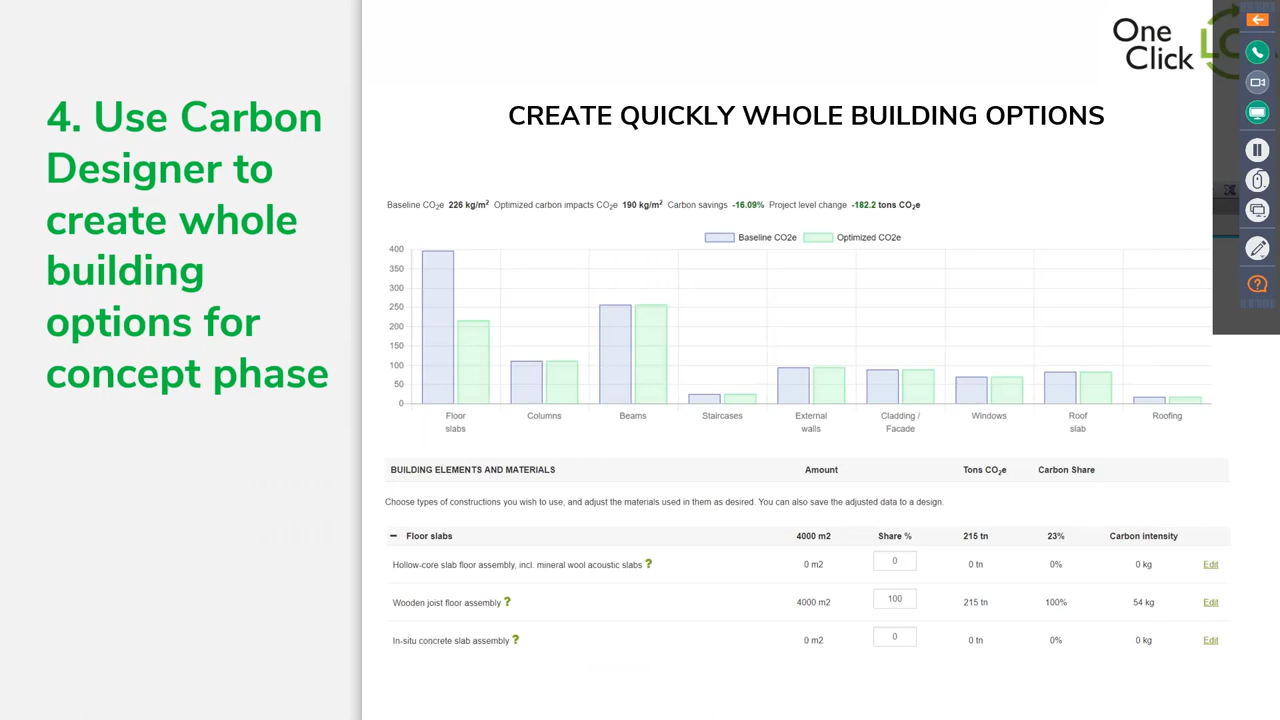 4. Use Carbon
Designer to
create whole
building
options for
concept phase
One
Click
CREATE QUICKLY WHOLE BUILDING OPTIONS
Baseline CO2e 226 kg/m² Optimized carbon impacts CO2e 190 kg/m² Carbon savings -16.09% Project level change -182.2 tons CO2e
Baseline CO2e Optimized CO2e
400
350
300
250
200
150
100
50
0
Floor slabs
Columns
Beams
Staircases
External walls
Cladding / Facade
Windows
Roof slab
Roofing
BUILDING ELEMENTS AND MATERIALS Amount Tons CO2e Carbon Share
Choose types of constructions you wish to use, and adjust the materials used in them as desired. You can also save the adjusted data to a design.
− Floor slabs 4000 m2 Share % 215 tn 23% Carbon intensity
Hollow-core slab floor assembly, incl. mineral wool acoustic slabs ? 0 m2 0 0 tn 0% 0 kg Edit
Wooden joist floor assembly ? 4000 m2 100 215 tn 100% 54 kg Edit
In-situ concrete slab assembly ? 0 m2 0 0 tn 0% 0 kg Edit